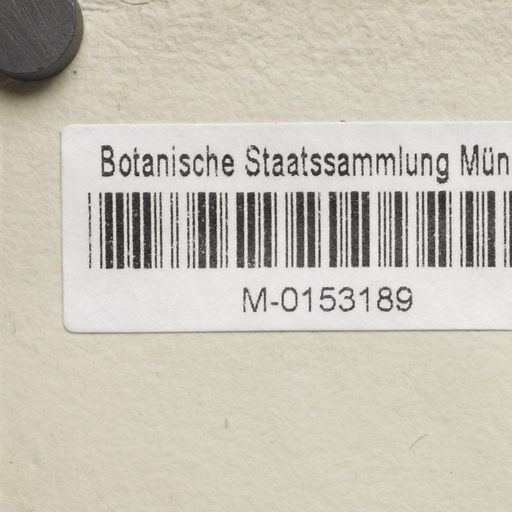 Botanische Staatssammlung Mün
M-0153189